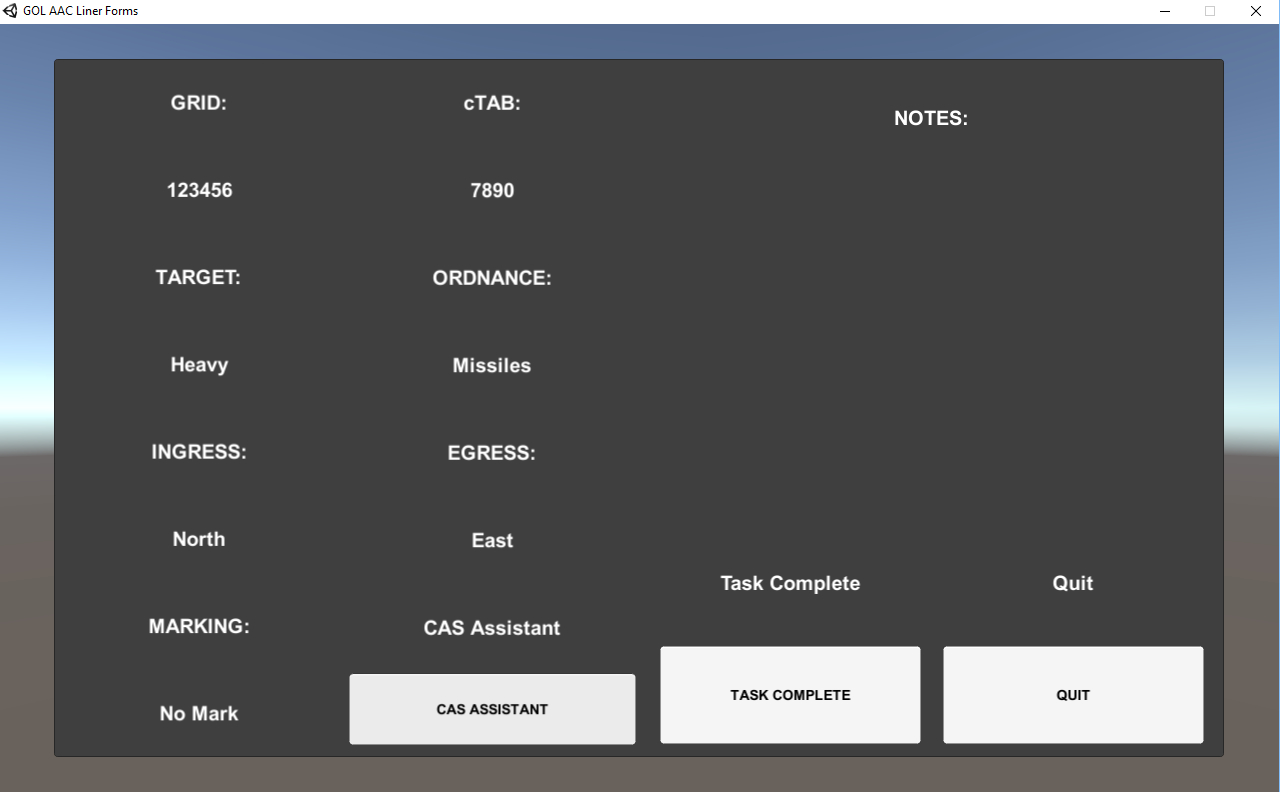 GOL AAC Liner Forms
GRID:
cTAB:
NOTES:
123456
7890
TARGET:
ORDNANCE:
Heavy
Missiles
INGRESS:
EGRESS:
North
East
Task Complete
Quit
MARKING:
CAS Assistant
TASK COMPLETE
QUIT
No Mark
CAS ASSISTANT